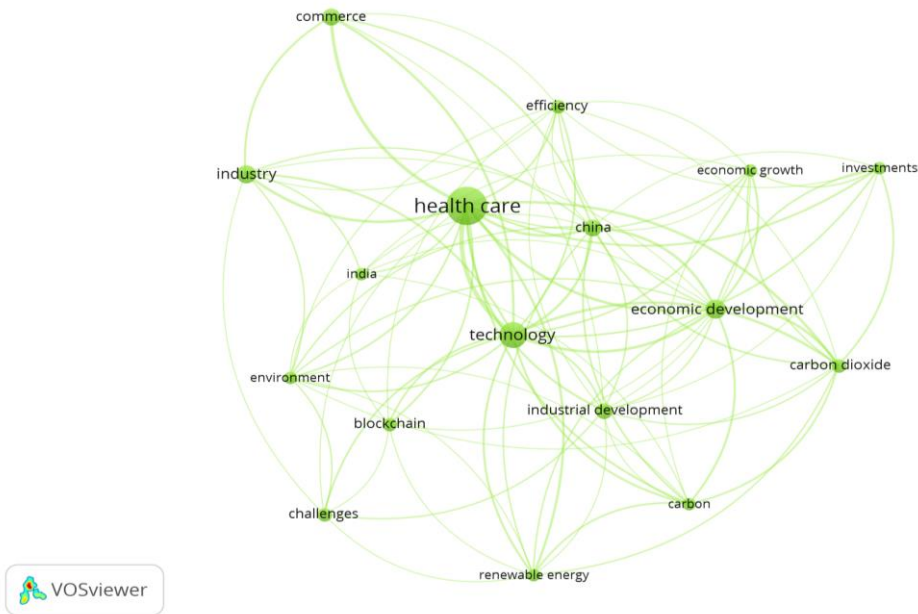 commerce
efficiency
economic growth
investments
industry
health care
china
india
economic development
technology
carbon dioxide
environment
industrial development
blockchain
carbon
challenges
renewable energy
VOSviewer